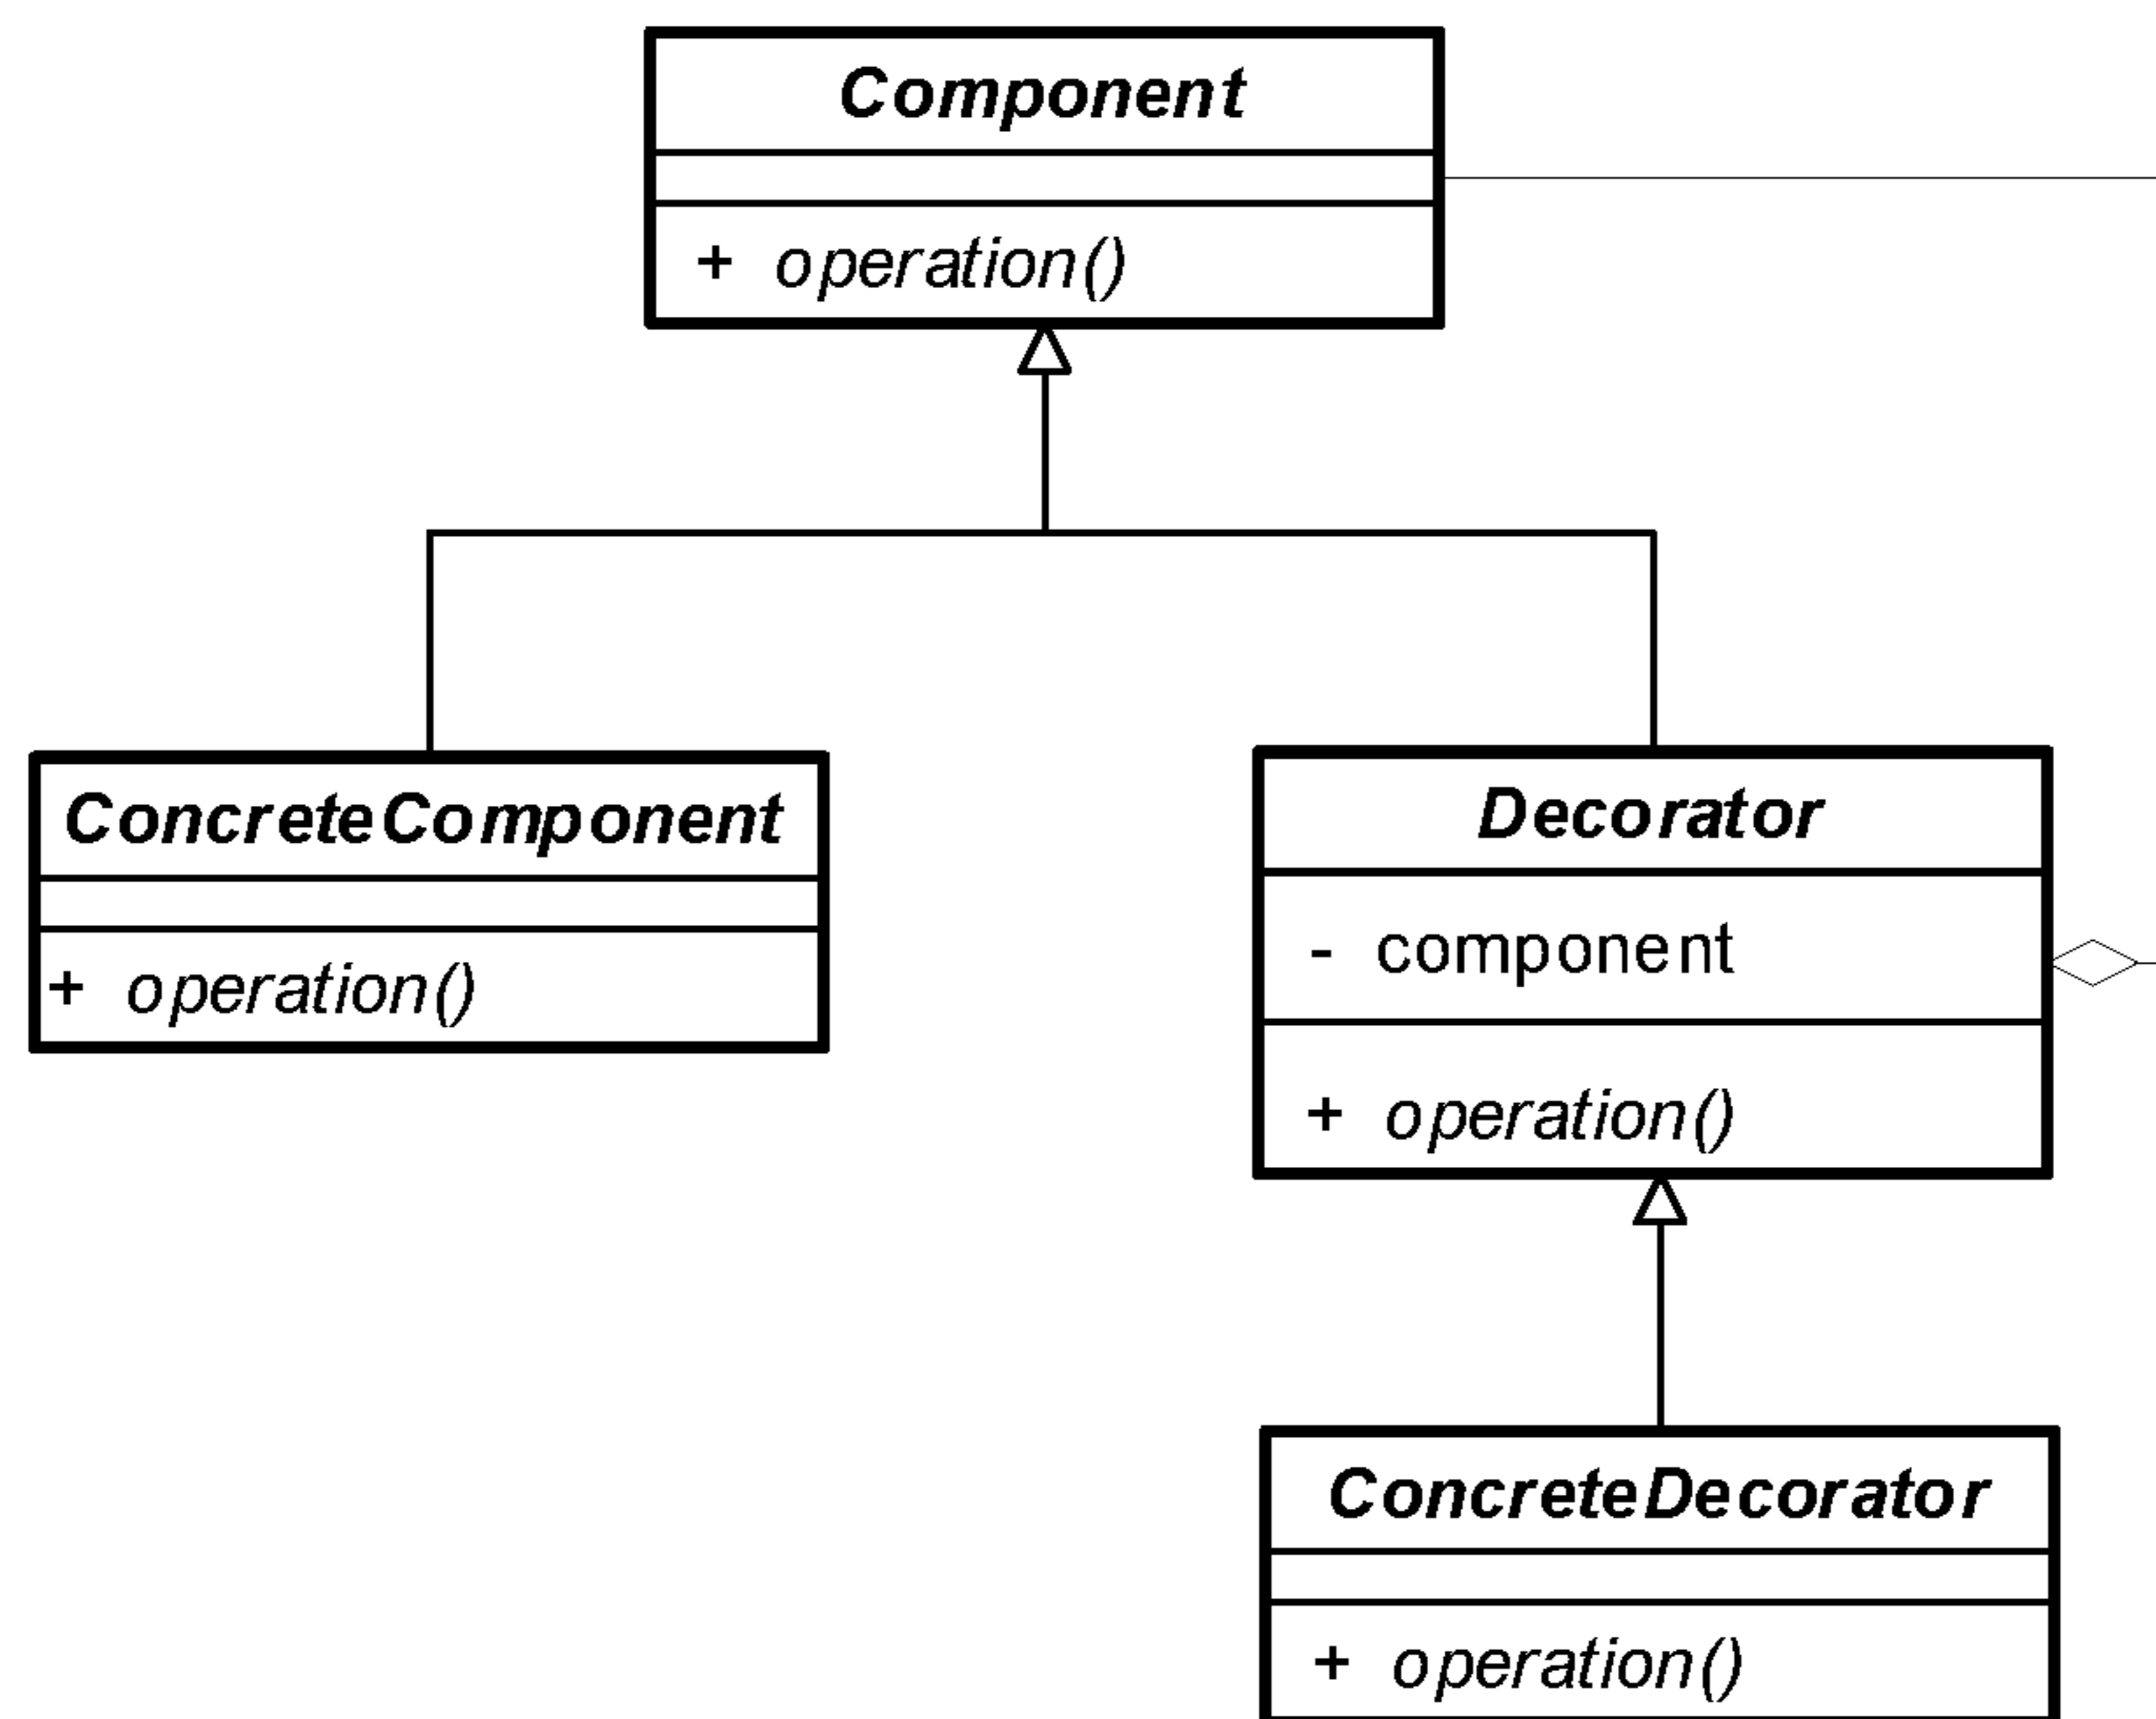 Component
+ operation()
ConcreteComponent
+ operation()
Decorator
- component
+ operation()
ConcreteDecorator
+ operation()